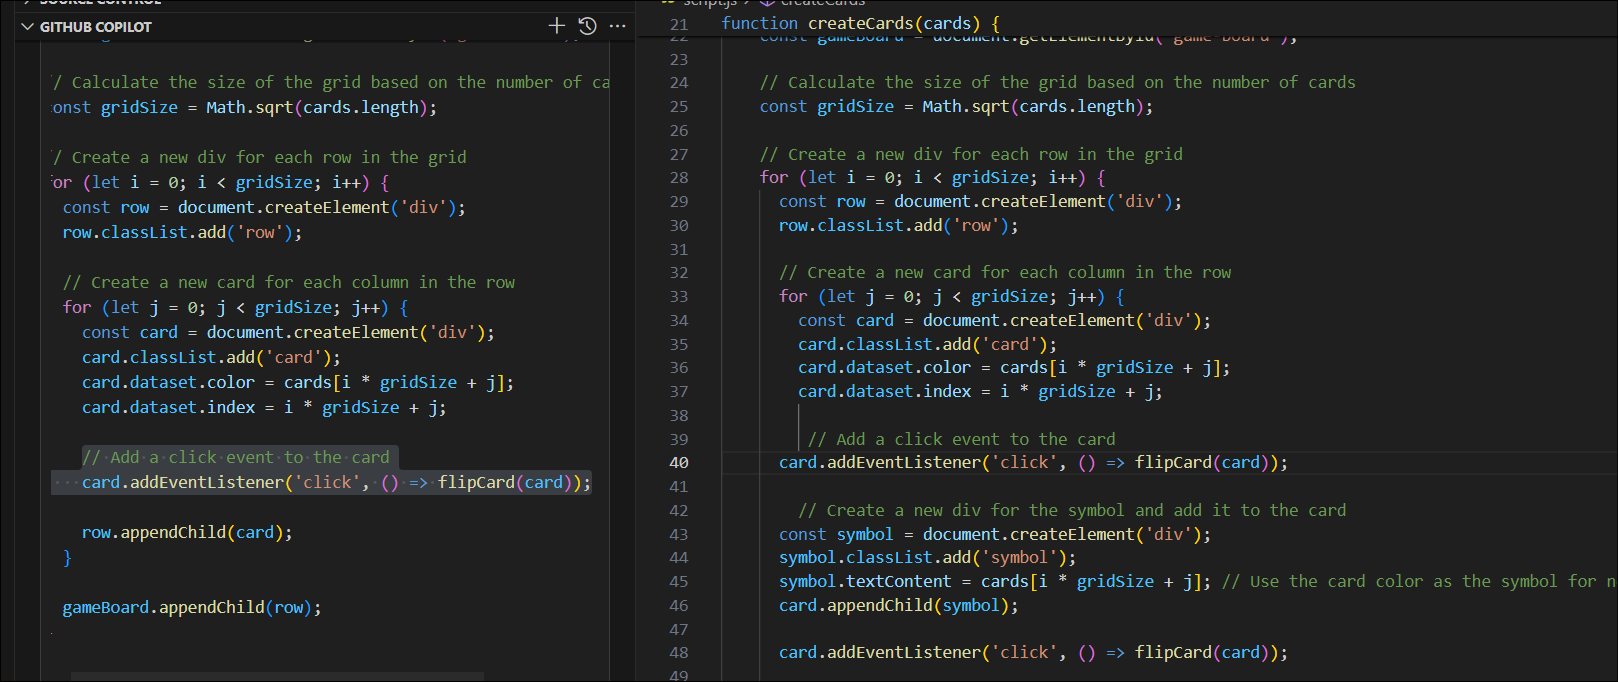 SOURCE CONTROL
GITHUB COPILOT
// Calculate the size of the grid based on the number of ca
const gridSize = Math.sqrt(cards.length);
// Create a new div for each row in the grid
for (let i = 0; i < gridSize; i++) {
const row = document.createElement('div');
row.classList.add('row');
// Create a new card for each column in the row
for (let j = 0; j < gridSize; j++) {
const card = document.createElement('div');
card.classList.add('card');
card.dataset.color = cards[i * gridSize + j];
card.dataset.index = i * gridSize + j;
// Add a click event to the card
card.addEventListener('click', () => flipCard(card));
row.appendChild(card);
}
gameBoard.appendChild(row);
script.js > createCards
21 function createCards(cards) {
22 const gameBoard = document.getElementById('game-board');
23
24 // Calculate the size of the grid based on the number of cards
25 const gridSize = Math.sqrt(cards.length);
26
27 // Create a new div for each row in the grid
28 for (let i = 0; i < gridSize; i++) {
29 const row = document.createElement('div');
30 row.classList.add('row');
31
32 // Create a new card for each column in the row
33 for (let j = 0; j < gridSize; j++) {
34 const card = document.createElement('div');
35 card.classList.add('card');
36 card.dataset.color = cards[i * gridSize + j];
37 card.dataset.index = i * gridSize + j;
38
39 // Add a click event to the card
40 card.addEventListener('click', () => flipCard(card));
41
42 // Create a new div for the symbol and add it to the card
43 const symbol = document.createElement('div');
44 symbol.classList.add('symbol');
45 symbol.textContent = cards[i * gridSize + j]; // Use the card color as the symbol for n
46 card.appendChild(symbol);
47
48 card.addEventListener('click', () => flipCard(card));
49